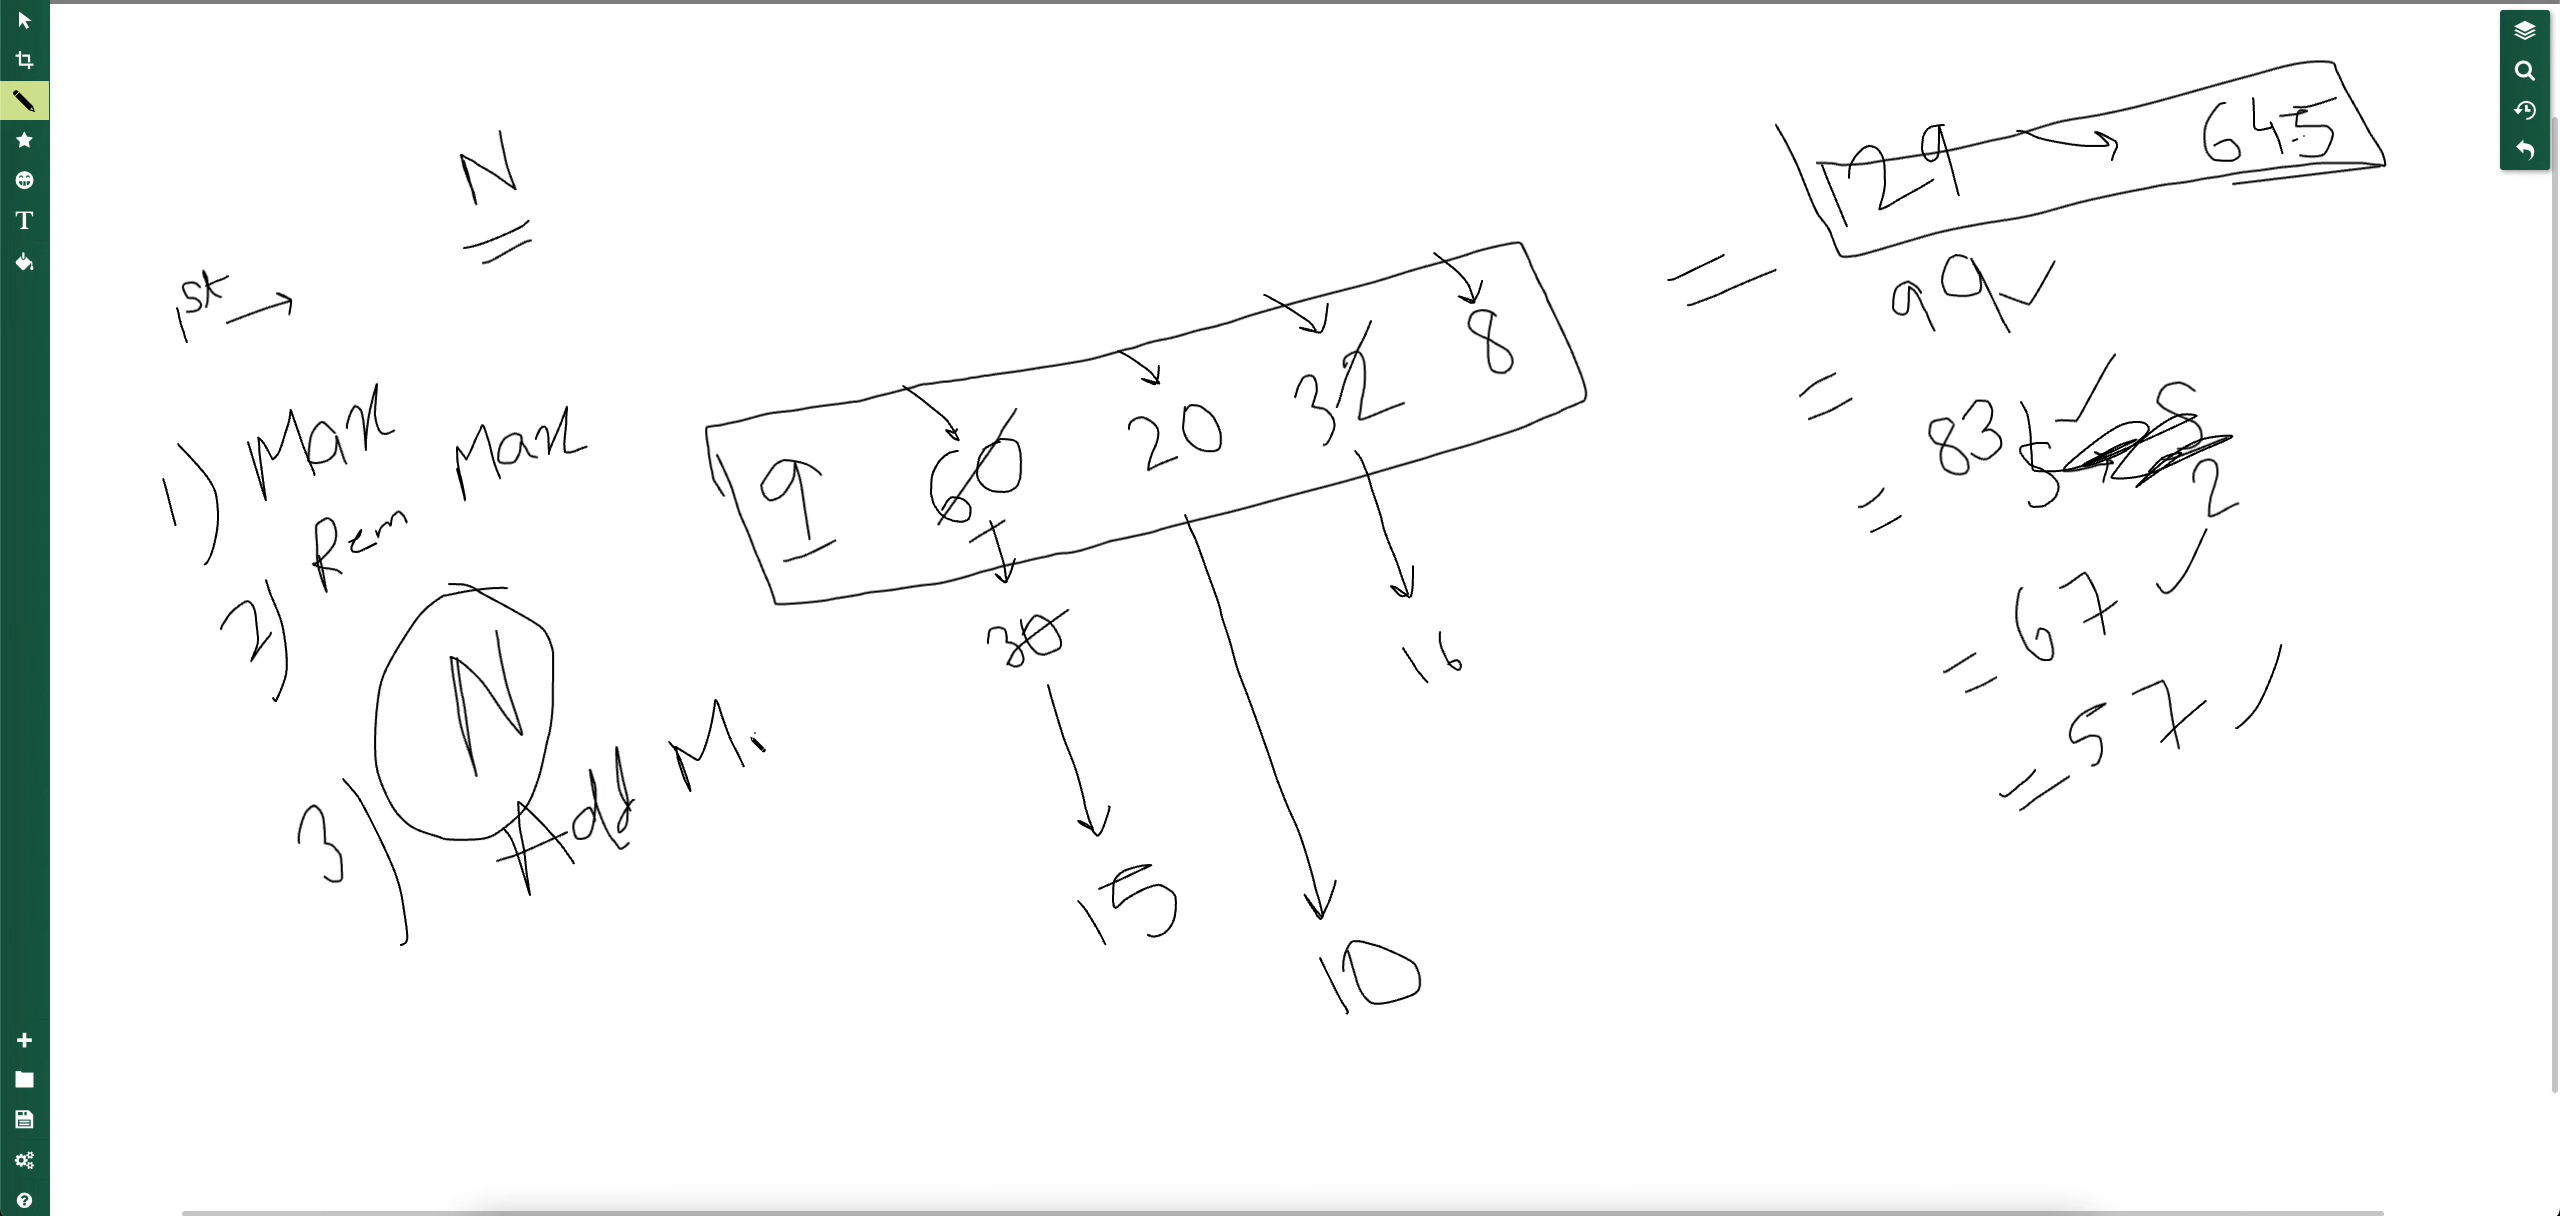 N
1st →
1) Max Max
2) Rem
N
3) Add M.
9 60 20 32 8
30
16
15
10
129 → 645
= 99 ✓
= 83 ✓
= 67 ✓
= 57
5
2
T